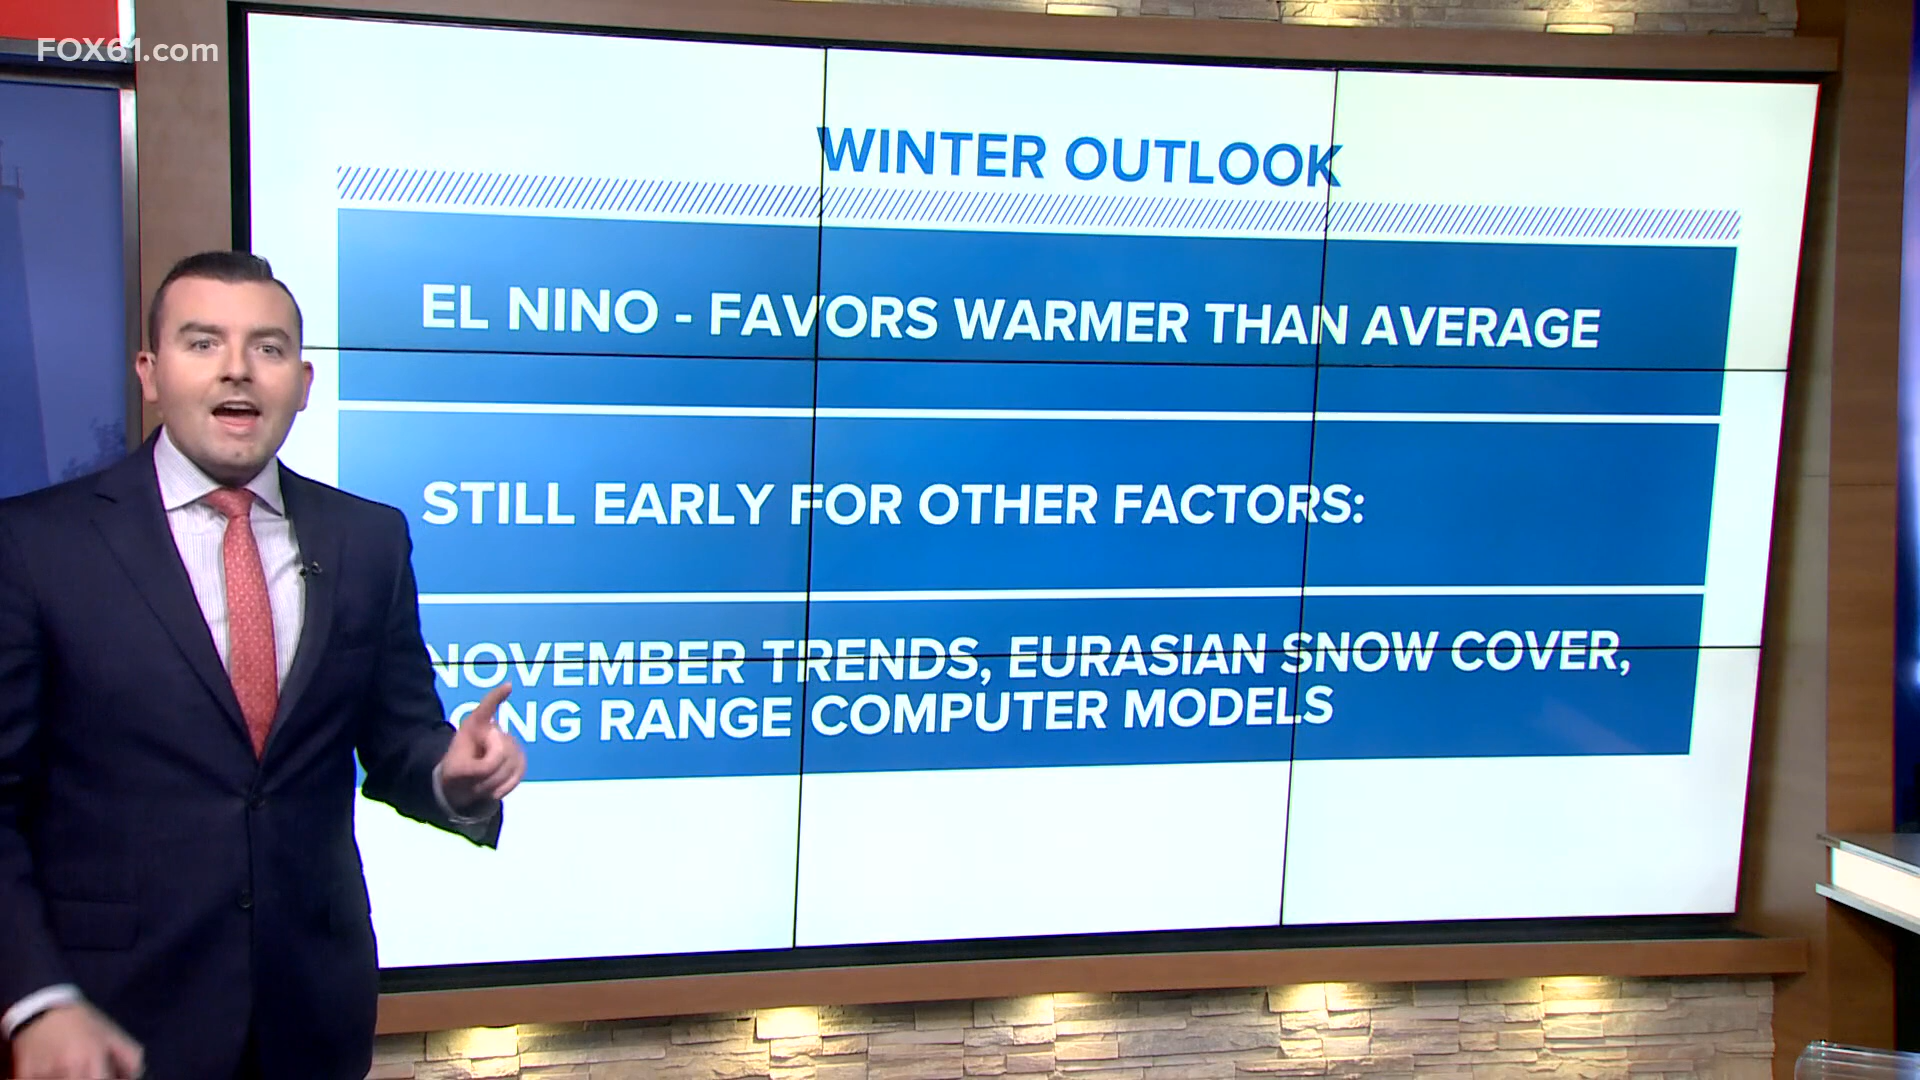 FOX61.com
WINTER OUTLOOK
EL NINO - FAVORS WARMER THAN AVERAGE
STILL EARLY FOR OTHER FACTORS:
NOVEMBER TRENDS, EURASIAN SNOW COVER,
RANGE COMPUTER MODELS